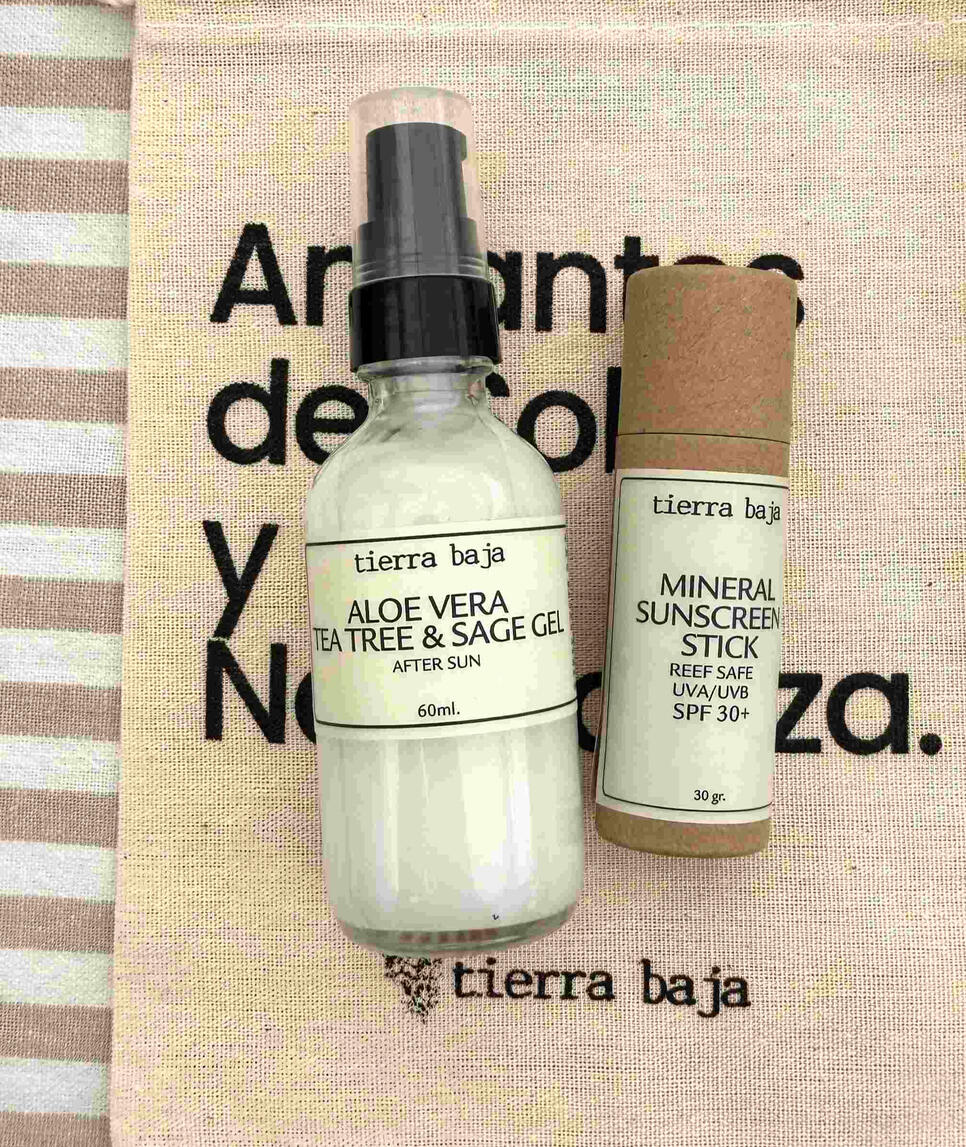 de
y
tierra baja
ALOE VERA
TEA TREE & SAGE GEL
AFTER SUN
60ml.
tierra baja
MINERAL
SUNSCREEN
STICK
REEF SAFE
UVA/UVB
SPF 30+
30 gr.
tierra baja